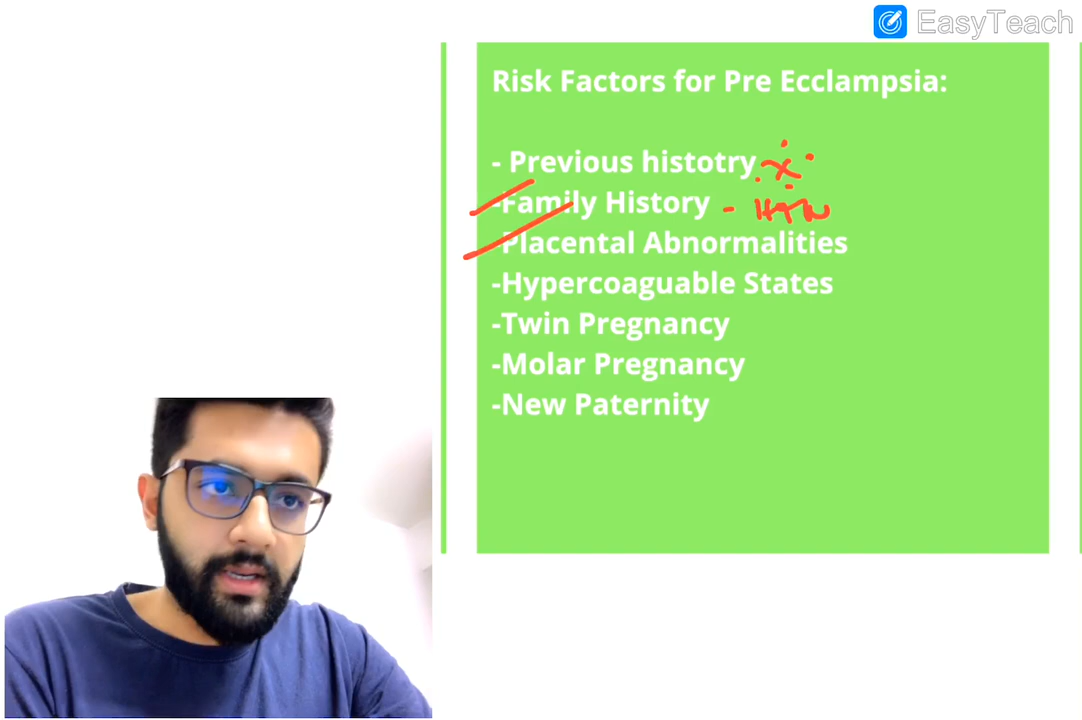 EasyTeach
Risk Factors for Pre Ecclampsia:
- Previous histotry
-Family History - HTN
-Placental Abnormalities
-Hypercoaguable States
-Twin Pregnancy
-Molar Pregnancy
-New Paternity